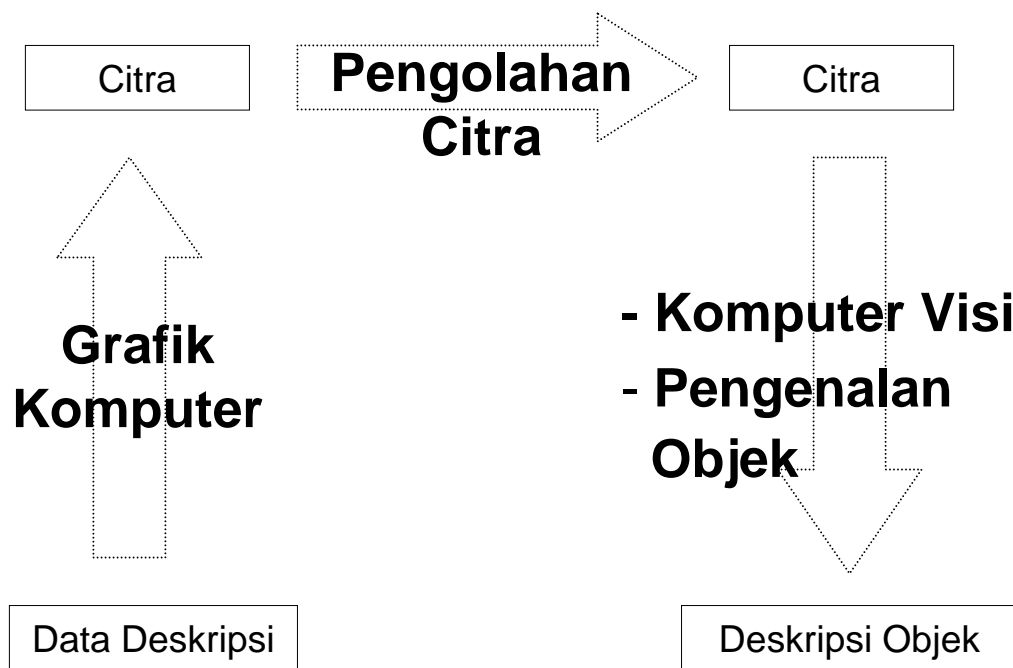 Citra
Pengolahan
Citra
Citra
Grafik
Komputer
- Komputer Visi
- Pengenalan
Objek
Data Deskripsi
Deskripsi Objek